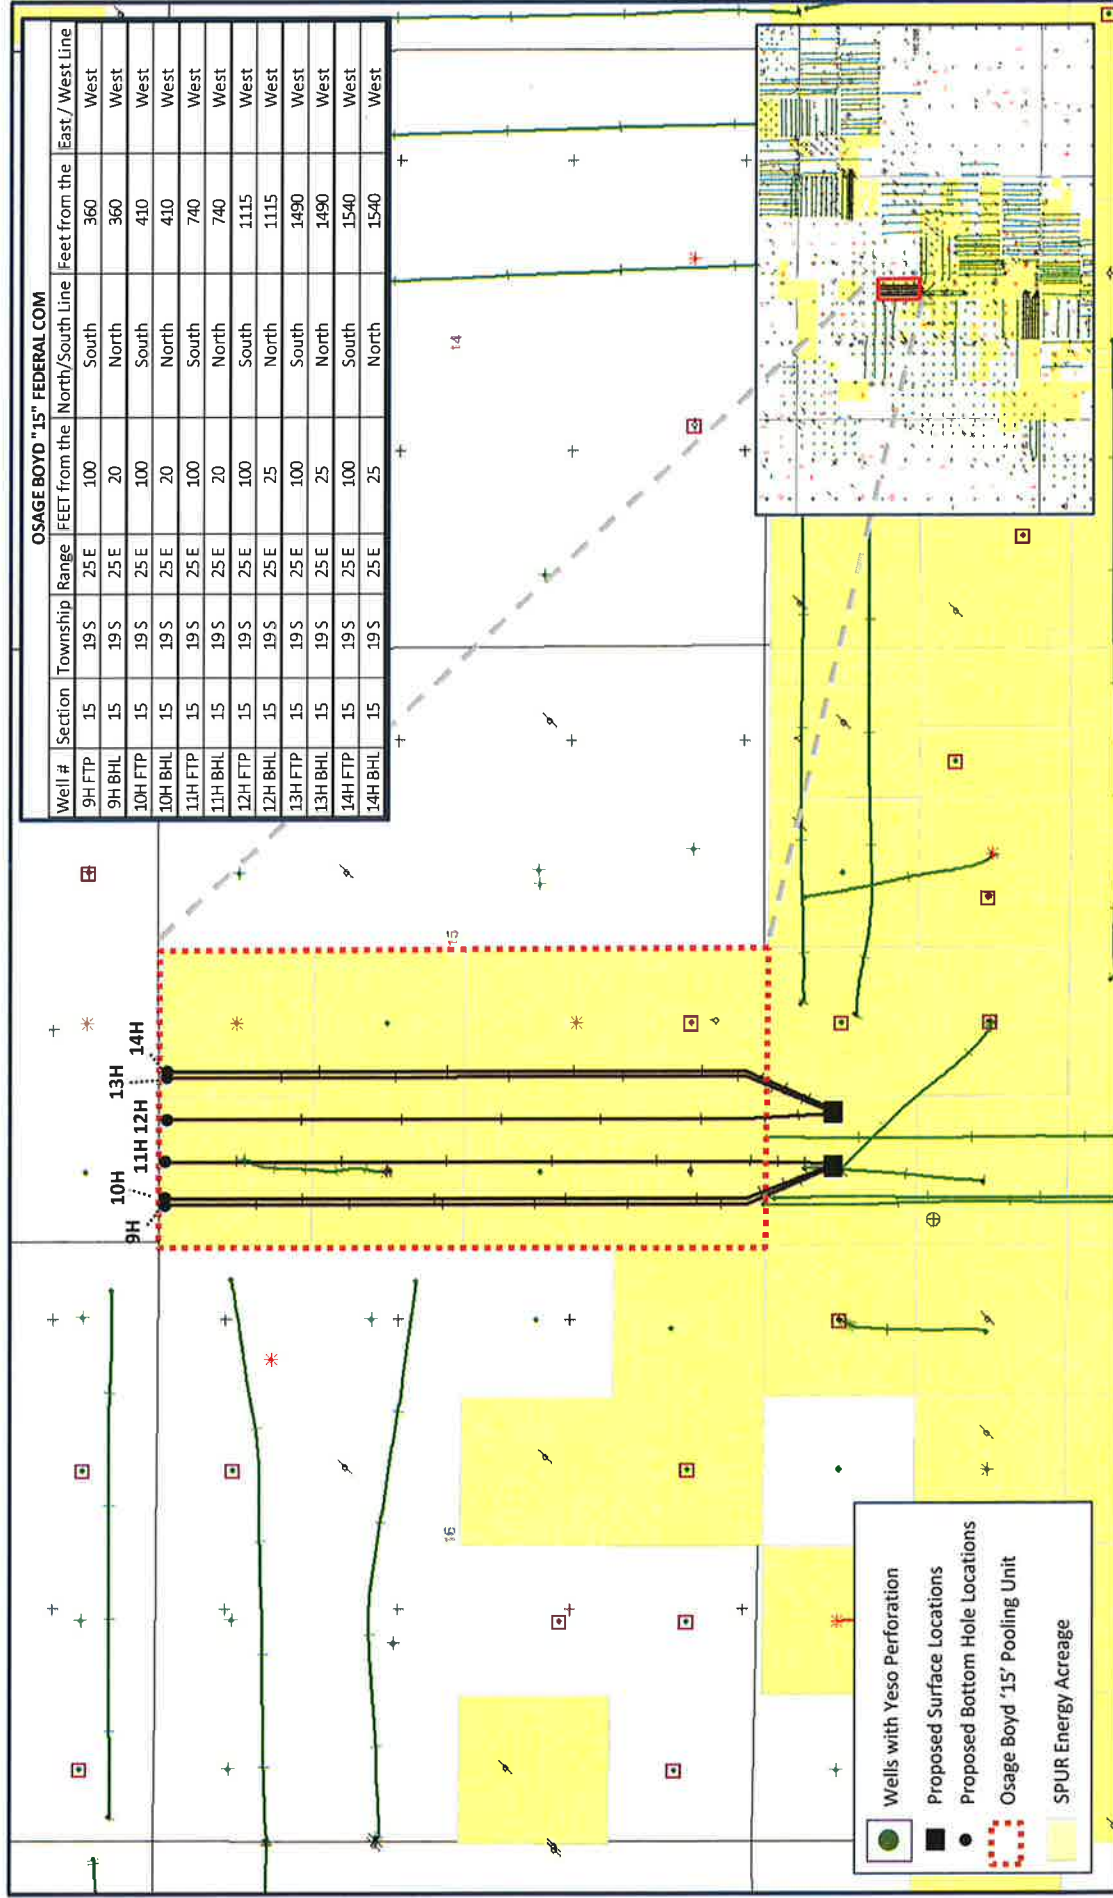 OSAGE BOYD "15" FEDERAL COM
Well # Section Township Range FEET from the North/South Line Feet from the East/ West Line
9H FTP 15 19 S 25 E 100 South 360 West
9H BHL 15 19 S 25 E 20 North 360 West
10H FTP 15 19 S 25 E 100 South 410 West
10H BHL 15 19 S 25 E 20 North 410 West
11H FTP 15 19 S 25 E 100 South 740 West
11H BHL 15 19 S 25 E 20 North 740 West
12H FTP 15 19 S 25 E 100 South 1115 West
12H BHL 15 19 S 25 E 25 North 1115 West
13H FTP 15 19 S 25 E 100 South 1490 West
13H BHL 15 19 S 25 E 25 North 1490 West
14H FTP 15 19 S 25 E 100 South 1540 West
14H BHL 15 19 S 25 E 25 North 1540 West
9H
10H
11H
12H
13H
14H
16
15
14
Wells with Yeso Perforation
Proposed Surface Locations
Proposed Bottom Hole Locations
Osage Boyd '15' Pooling Unit
SPUR Energy Acreage